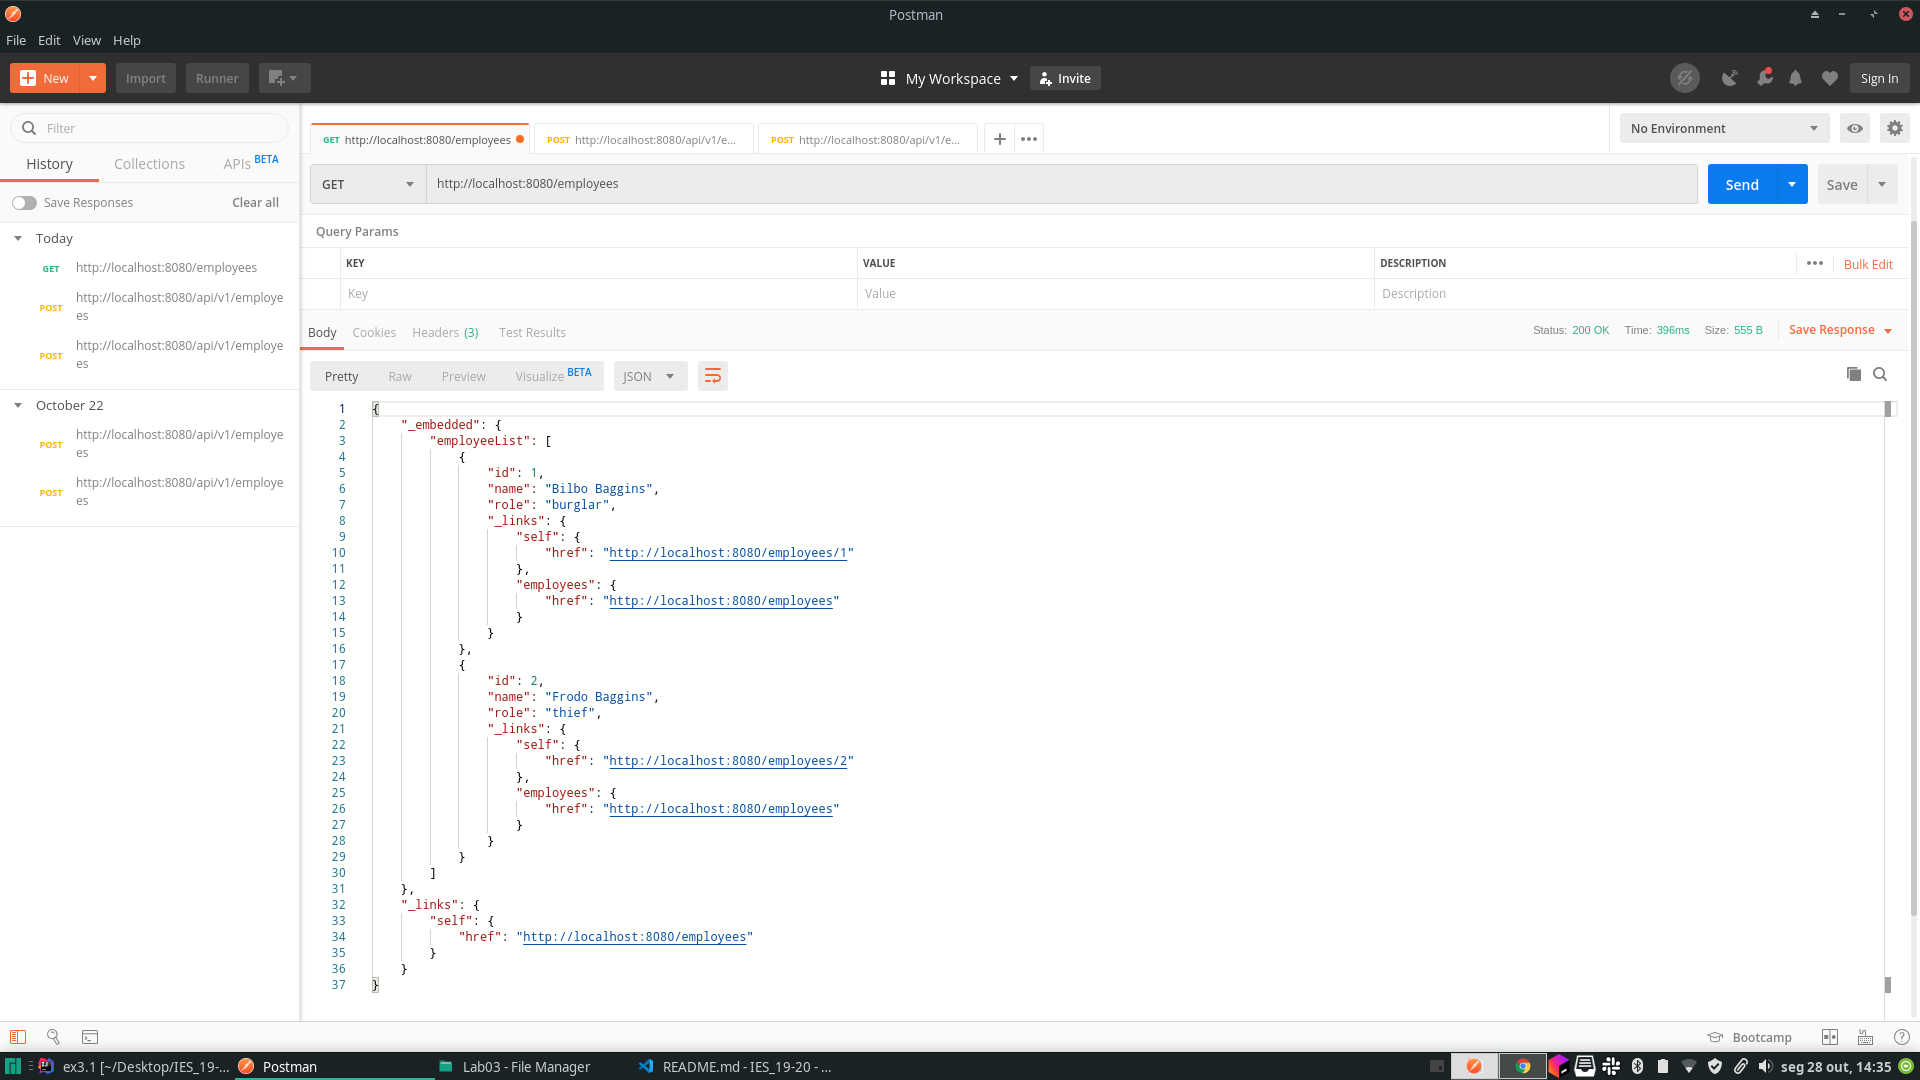 Postman
File Edit View Help
New Import Runner My Workspace Invite Sign In
Filter
History Collections APIs BETA
Save Responses Clear all
Today
GET http://localhost:8080/employees
POST http://localhost:8080/api/v1/employe
es
POST http://localhost:8080/api/v1/employe
es
October 22
POST http://localhost:8080/api/v1/employe
es
POST http://localhost:8080/api/v1/employe
es
GET http://localhost:8080/employees POST http://localhost:8080/api/v1/e... POST http://localhost:8080/api/v1/e... No Environment
GET http://localhost:8080/employees Send Save
Query Params
KEY VALUE DESCRIPTION Bulk Edit
Key Value Description
Body Cookies Headers (3) Test Results Status: 200 OK Time: 396ms Size: 555 B Save Response
Pretty Raw Preview Visualize BETA JSON
1 {
2 "_embedded": {
3 "employeeList": [
4 {
5 "id": 1,
6 "name": "Bilbo Baggins",
7 "role": "burglar",
8 "_links": {
9 "self": {
10 "href": "http://localhost:8080/employees/1"
11 },
12 "employees": {
13 "href": "http://localhost:8080/employees"
14 }
15 }
16 },
17 {
18 "id": 2,
19 "name": "Frodo Baggins",
20 "role": "thief",
21 "_links": {
22 "self": {
23 "href": "http://localhost:8080/employees/2"
24 },
25 "employees": {
26 "href": "http://localhost:8080/employees"
27 }
28 }
29 }
30 ]
31 },
32 "_links": {
33 "self": {
34 "href": "http://localhost:8080/employees"
35 }
36 }
37 }
Bootcamp
ex3.1 [~/Desktop/IES_19-... Postman Lab03 - File Manager README.md - IES_19-20 - ... seg 28 out, 14:35